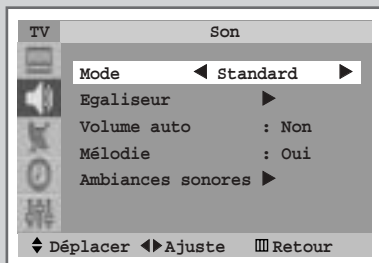 TV Son
Mode ◀ Standard ▶
Egaliseur ▶
Volume auto : Non
Mélodie : Oui
Ambiances sonores ▶
Déplacer Ajuste Retour